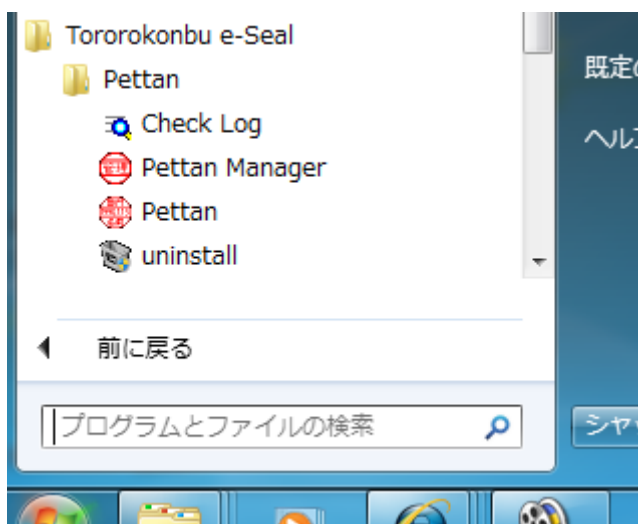 Tororokonbu e-Seal
Pettan
Check Log
Pettan Manager
Pettan
uninstall
前に戻る
プログラムとファイルの検索
既定の
ヘル
シャ